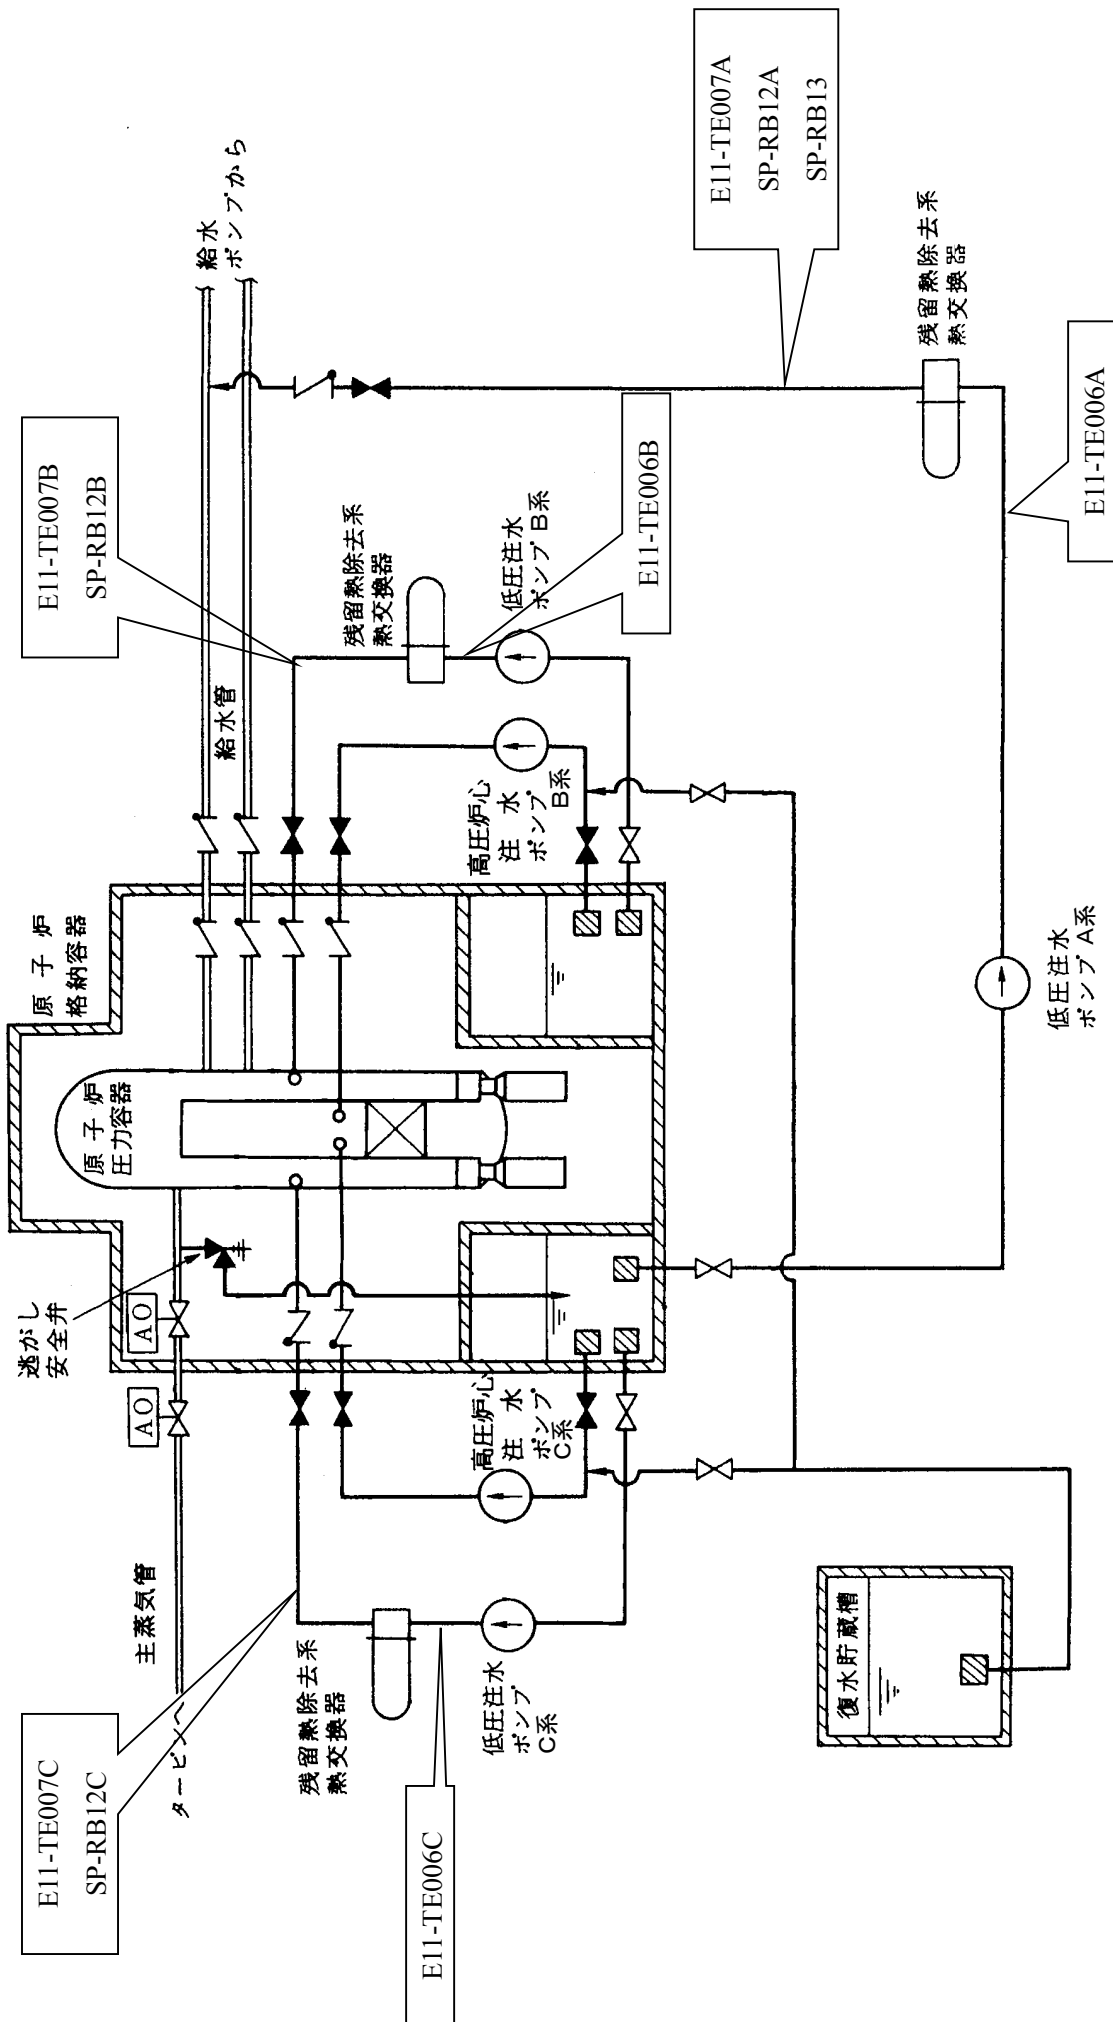 E11-TE007C
SP-RB12C
タービンへ
主蒸気管
AO
AO
逃がし
安全弁
原子炉
格納容器
原子炉
圧力容器
給水管
給水
ポンプから
E11-TE007B
SP-RB12B
残留熱除去系
熱交換器
低圧注水
ポンプ
C系
高圧炉心
注水
ポンプ
C系
高圧炉心
注水
ポンプ
B系
低圧注水
ポンプB系
残留熱除去系
熱交換器
E11-TE006B
E11-TE006C
E11-TE007A
SP-RB12A
SP-RB13
復水貯蔵槽
低圧注水
ポンプA系
残留熱除去系
熱交換器
E11-TE006A